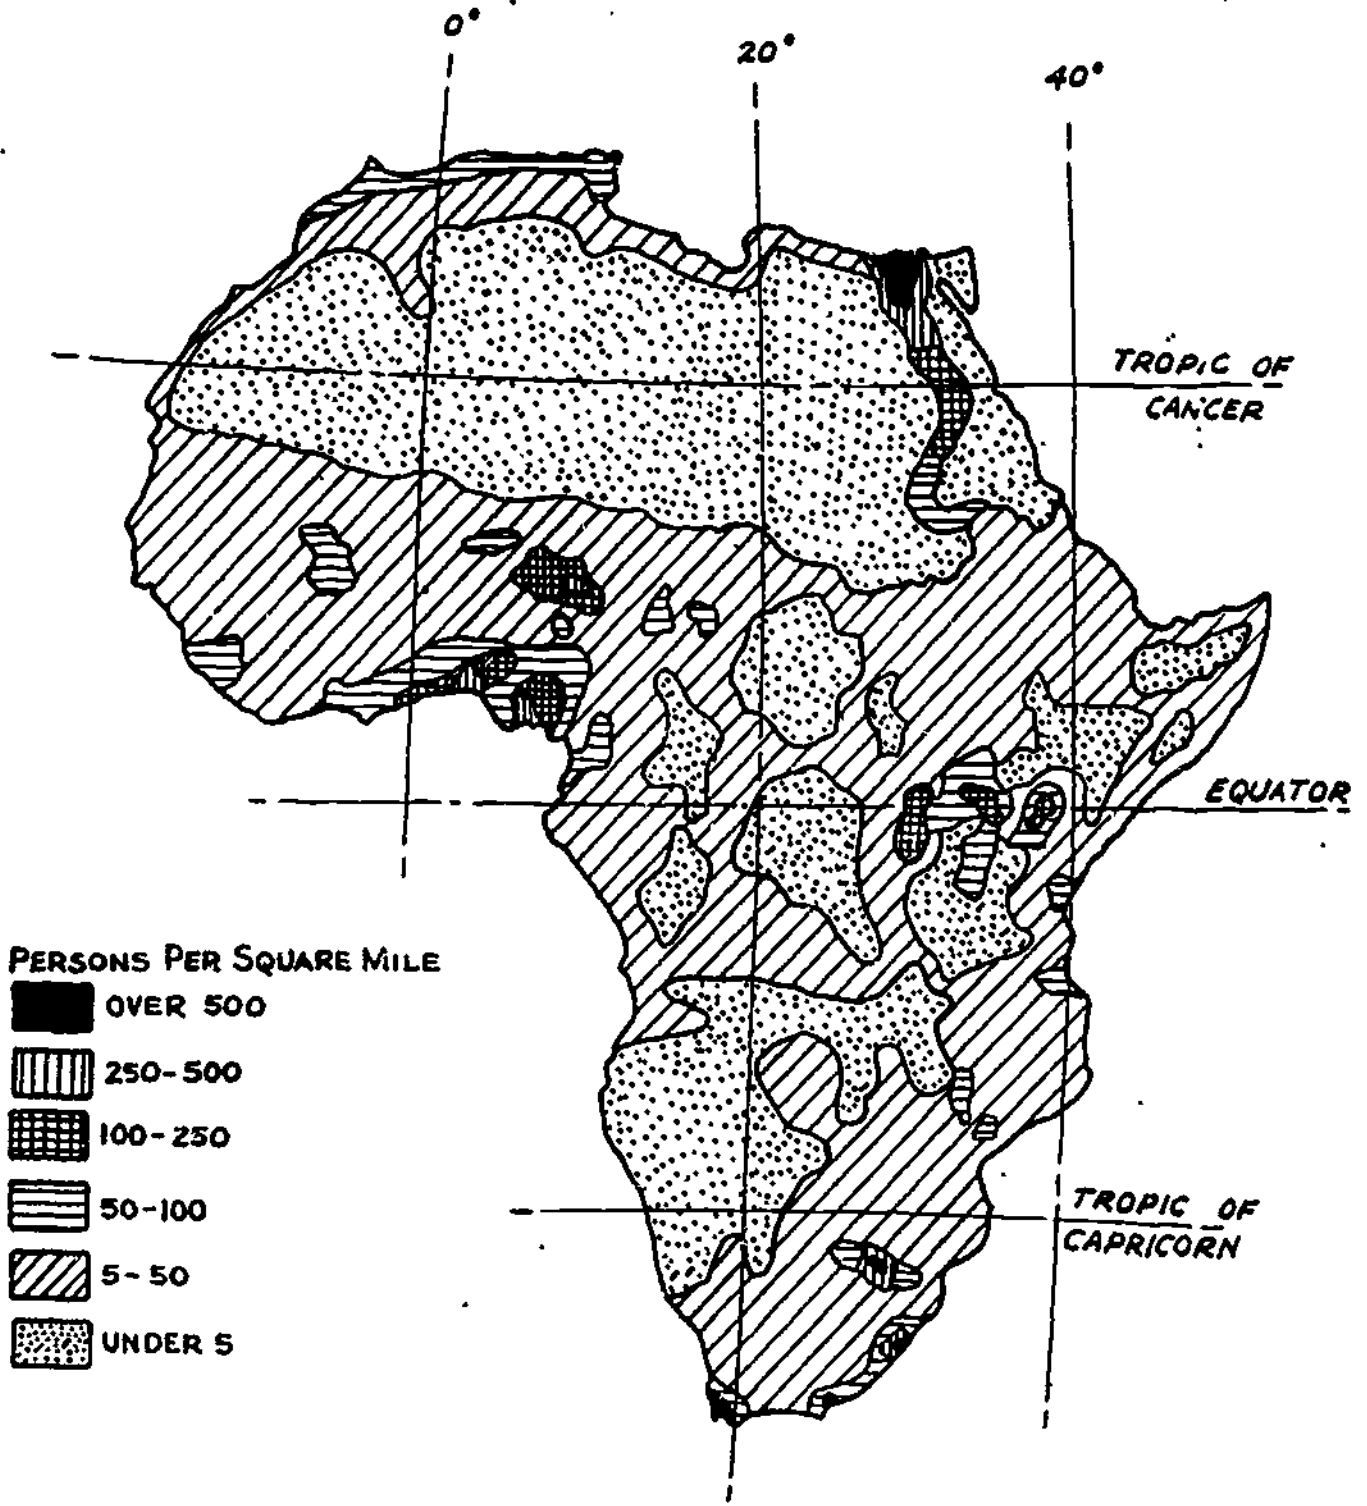 0°
20°
40°
TROPIC OF
CANCER
EQUATOR
PERSONS PER SQUARE MILE
OVER 500
250-500
100-250
50-100
5-50
UNDER 5
TROPIC OF
CAPRICORN